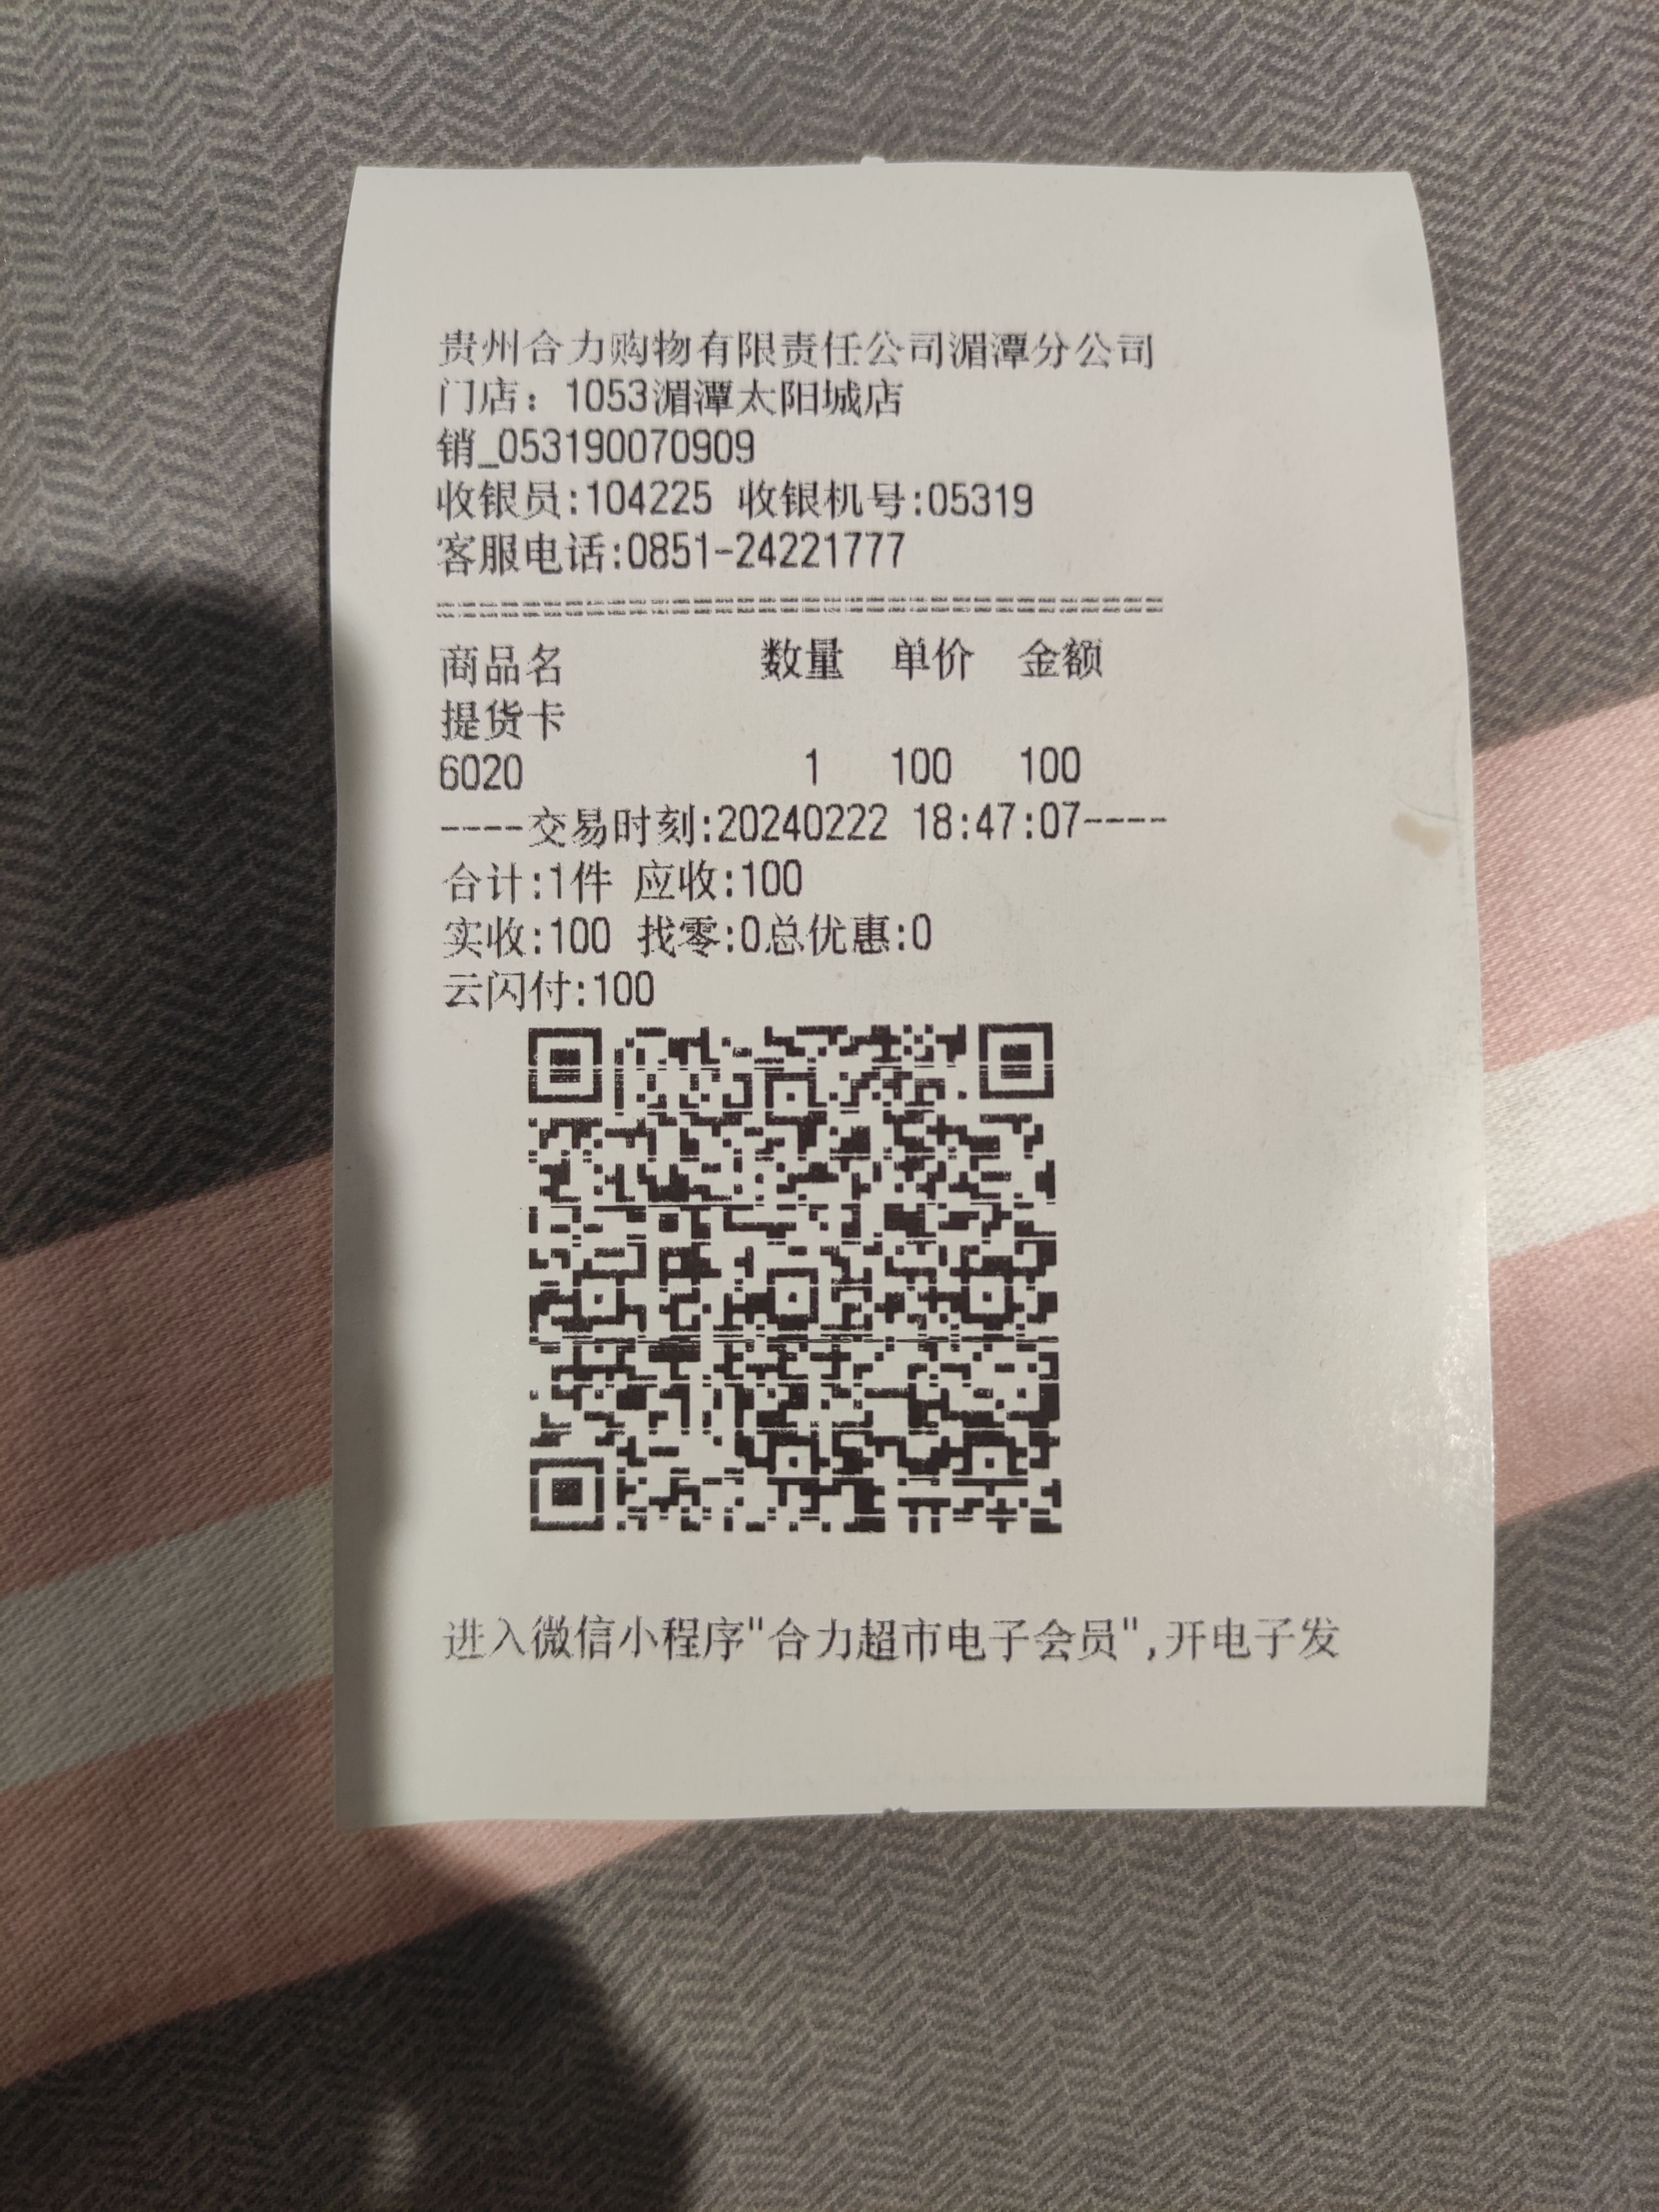 贵州合力购物有限责任公司湄潭分公司
门店：1053湄潭太阳城店
销_053190070909
收银员:104225 收银机号:05319
客服电话:0851-24221777
商品名 数量 单价 金额
提货卡
6020 1 100 100
----交易时刻:20240222 18:47:07----
合计:1件 应收:100
实收:100 找零:0总优惠:0
云闪付:100
进入微信小程序"合力超市电子会员",开电子发